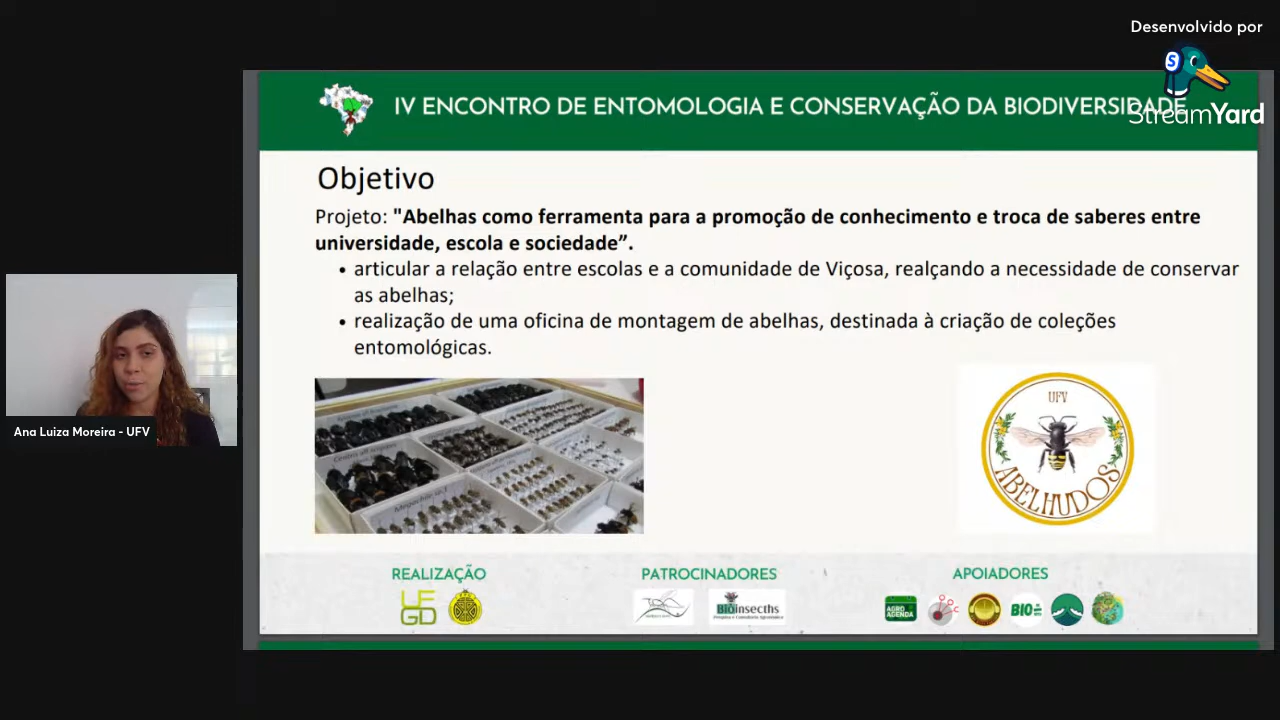 Desenvolvido por
StreamYard
IV ENCONTRO DE ENTOMOLOGIA E CONSERVAÇÃO DA BIODIVERSIDADE
Objetivo
Projeto: "Abelhas como ferramenta para a promoção de conhecimento e troca de saberes entre
universidade, escola e sociedade”.
• articular a relação entre escolas e a comunidade de Viçosa, realçando a necessidade de conservar
as abelhas;
• realização de uma oficina de montagem de abelhas, destinada à criação de coleções
entomológicas.
UFV
ABELHUDOS
Ana Luiza Moreira - UFV
REALIZAÇÃO
PATROCINADORES
APOIADORES
UF
GD
Bioinsecths
AGRO
AGENDA
BIO